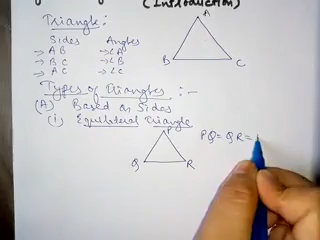 (Introduction)
Triangle:
Sides Angles
→ AB → ∠A
→ BC → ∠B
→ AC → ∠C
A
B C
Types of Triangles :-
(A) Based on Sides
(i) Equilateral Triangle
P
Q R
PQ = QR =